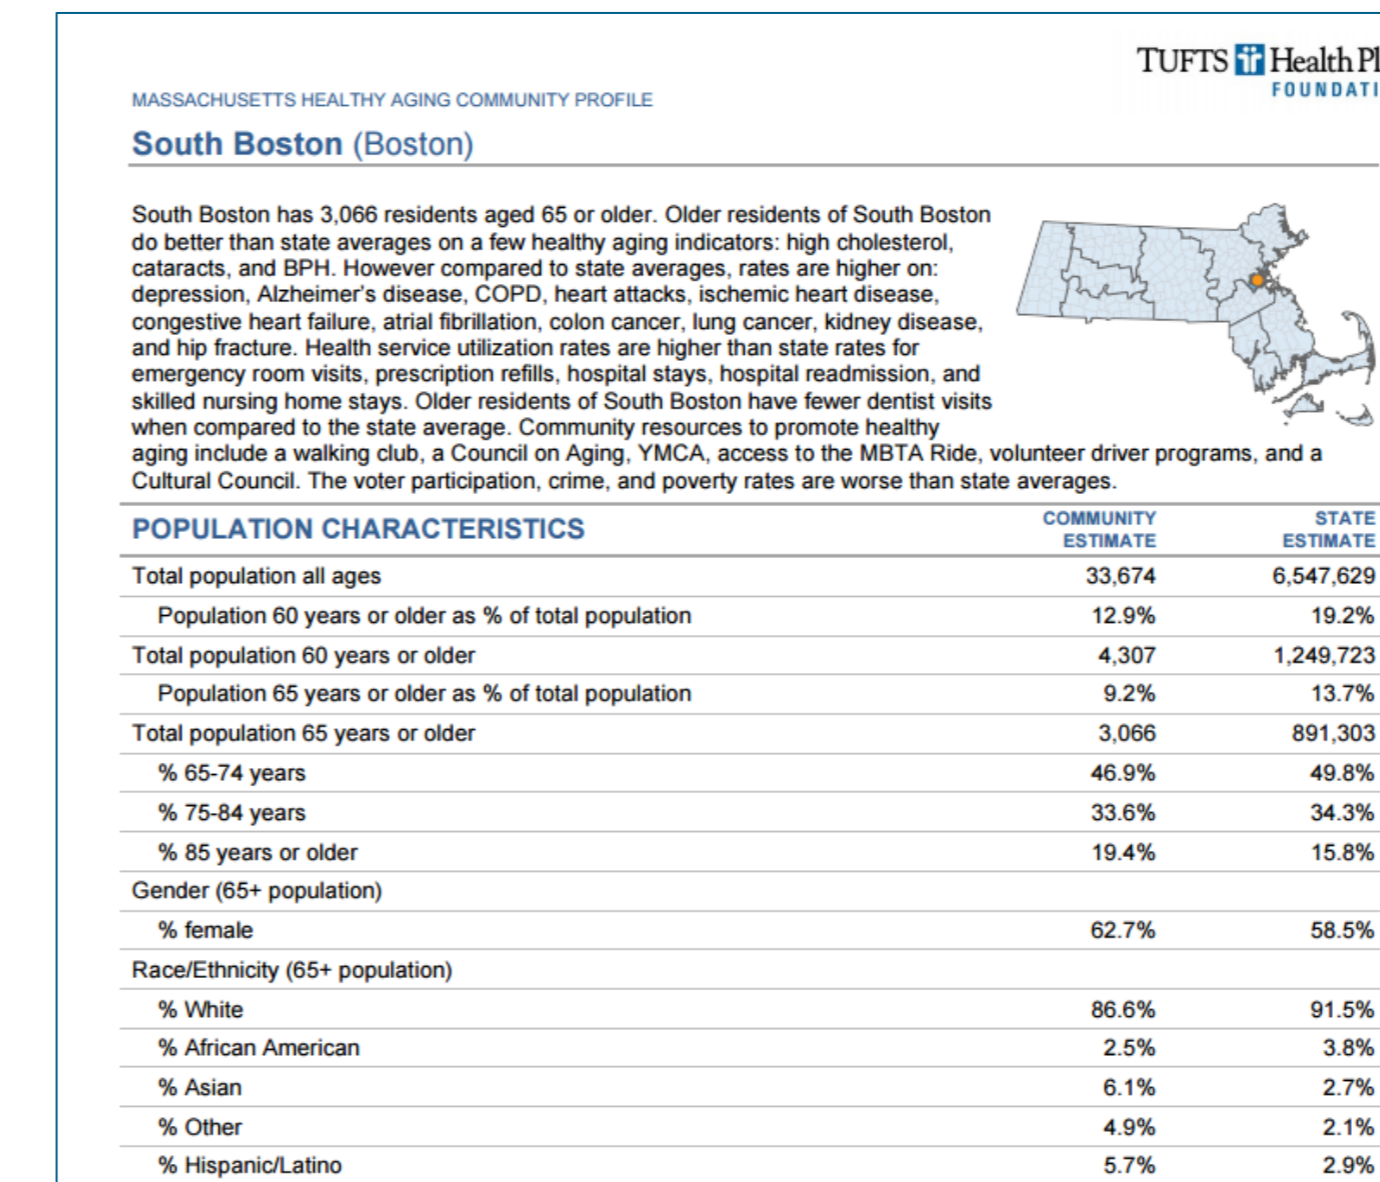 TUFTS Health Pl
FOUNDATI
MASSACHUSETTS HEALTHY AGING COMMUNITY PROFILE
South Boston (Boston)
South Boston has 3,066 residents aged 65 or older. Older residents of South Boston
do better than state averages on a few healthy aging indicators: high cholesterol,
cataracts, and BPH. However compared to state averages, rates are higher on:
depression, Alzheimer's disease, COPD, heart attacks, ischemic heart disease,
congestive heart failure, atrial fibrillation, colon cancer, lung cancer, kidney disease,
and hip fracture. Health service utilization rates are higher than state rates for
emergency room visits, prescription refills, hospital stays, hospital readmission, and
skilled nursing home stays. Older residents of South Boston have fewer dentist visits
when compared to the state average. Community resources to promote healthy
aging include a walking club, a Council on Aging, YMCA, access to the MBTA Ride, volunteer driver programs, and a
Cultural Council. The voter participation, crime, and poverty rates are worse than state averages.
POPULATION CHARACTERISTICS COMMUNITY ESTIMATE STATE ESTIMATE
Total population all ages 33,674 6,547,629
Population 60 years or older as % of total population 12.9% 19.2%
Total population 60 years or older 4,307 1,249,723
Population 65 years or older as % of total population 9.2% 13.7%
Total population 65 years or older 3,066 891,303
% 65-74 years 46.9% 49.8%
% 75-84 years 33.6% 34.3%
% 85 years or older 19.4% 15.8%
Gender (65+ population)
% female 62.7% 58.5%
Race/Ethnicity (65+ population)
% White 86.6% 91.5%
% African American 2.5% 3.8%
% Asian 6.1% 2.7%
% Other 4.9% 2.1%
% Hispanic/Latino 5.7% 2.9%